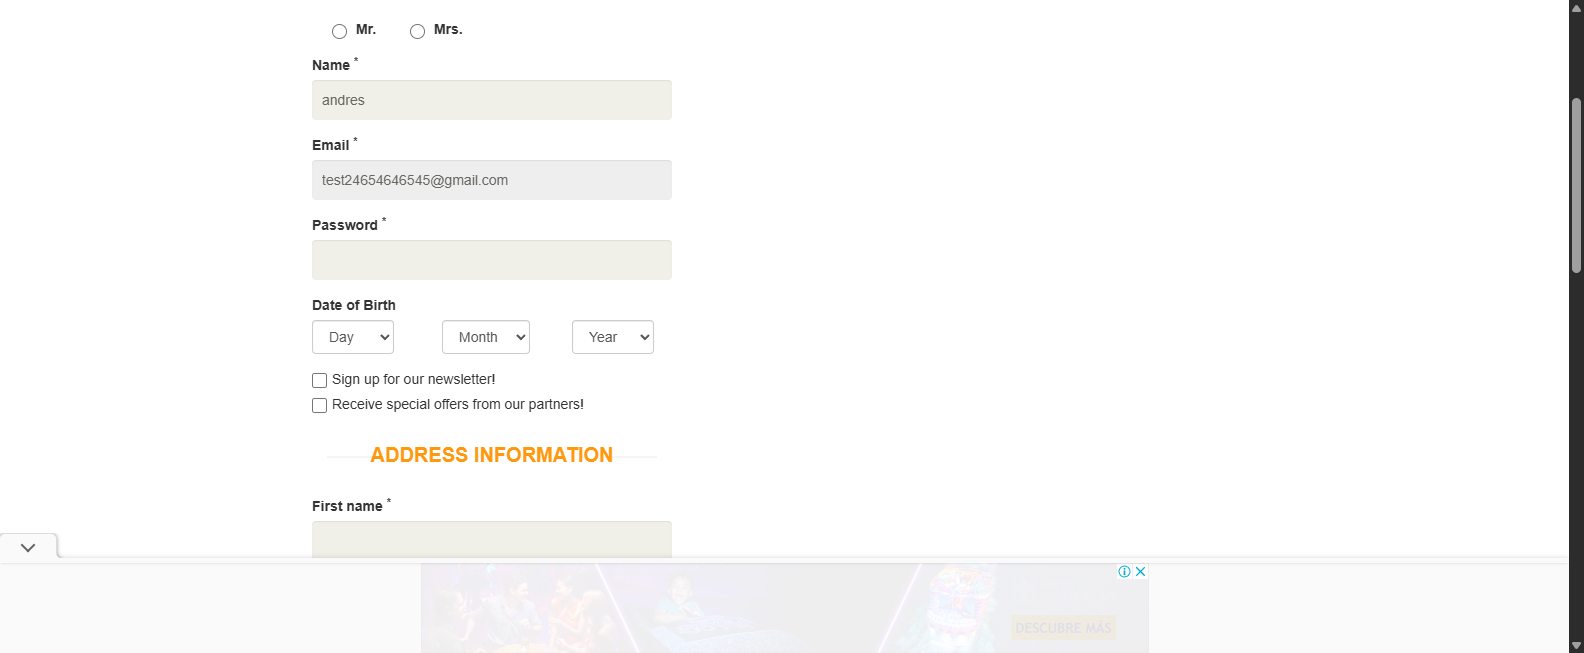 Mr. Mrs.
Name *
andres
Email *
test24654646545@gmail.com
Password *
Date of Birth
Day Month Year
Sign up for our newsletter!
Receive special offers from our partners!
ADDRESS INFORMATION
First name *
DESCUBRE MÁS